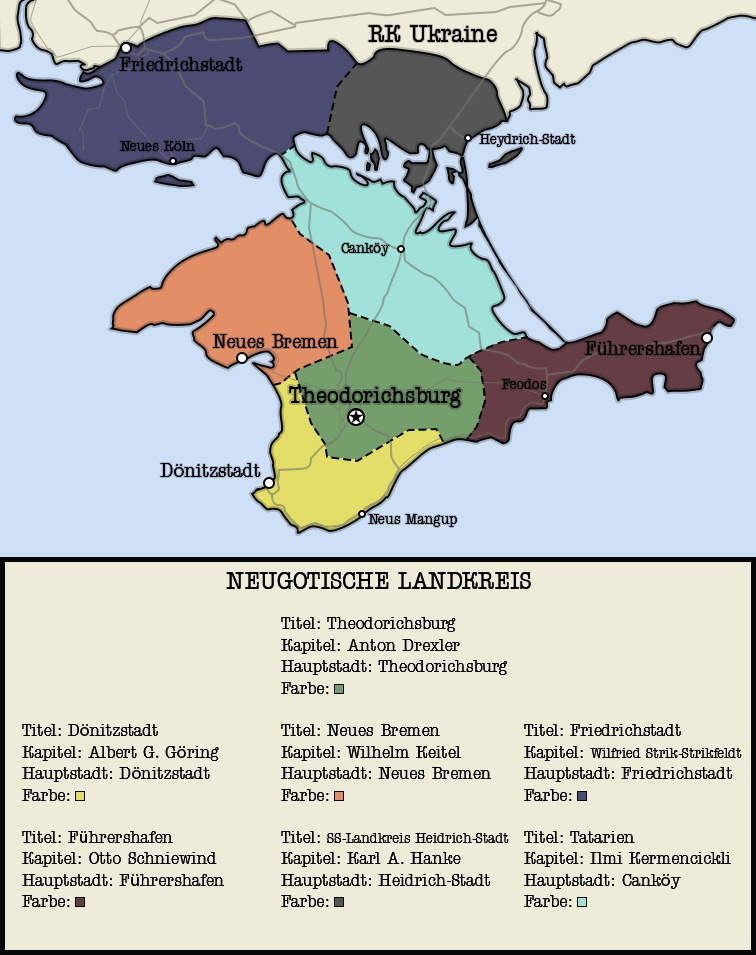 RK Ukraine
Friedrichstadt
Heydrich-Stadt
Neues Köln
Canköy
Neues Bremen
Führershafen
Feodos
Theodorichsburg
Dönitzstadt
Neus Mangup
NEUGOTISCHE LANDKREIS
Titel: Theodorichsburg
Kapitel: Anton Drexler
Hauptstadt: Theodorichsburg
Farbe:
Titel: Dönitzstadt
Kapitel: Albert G. Göring
Hauptstadt: Dönitzstadt
Farbe:
Titel: Neues Bremen
Kapitel: Wilhelm Keitel
Hauptstadt: Neues Bremen
Farbe:
Titel: Friedrichstadt
Kapitel: Wilfried Strik-Strikfeldt
Hauptstadt: Friedrichstadt
Farbe:
Titel: Führershafen
Kapitel: Otto Schniewind
Hauptstadt: Führershafen
Farbe:
Titel: SS-Landkreis Heidrich-Stadt
Kapitel: Karl A. Hanke
Hauptstadt: Heidrich-Stadt
Farbe:
Titel: Tatarien
Kapitel: Ilmi Kermencickli
Hauptstadt: Canköy
Farbe: